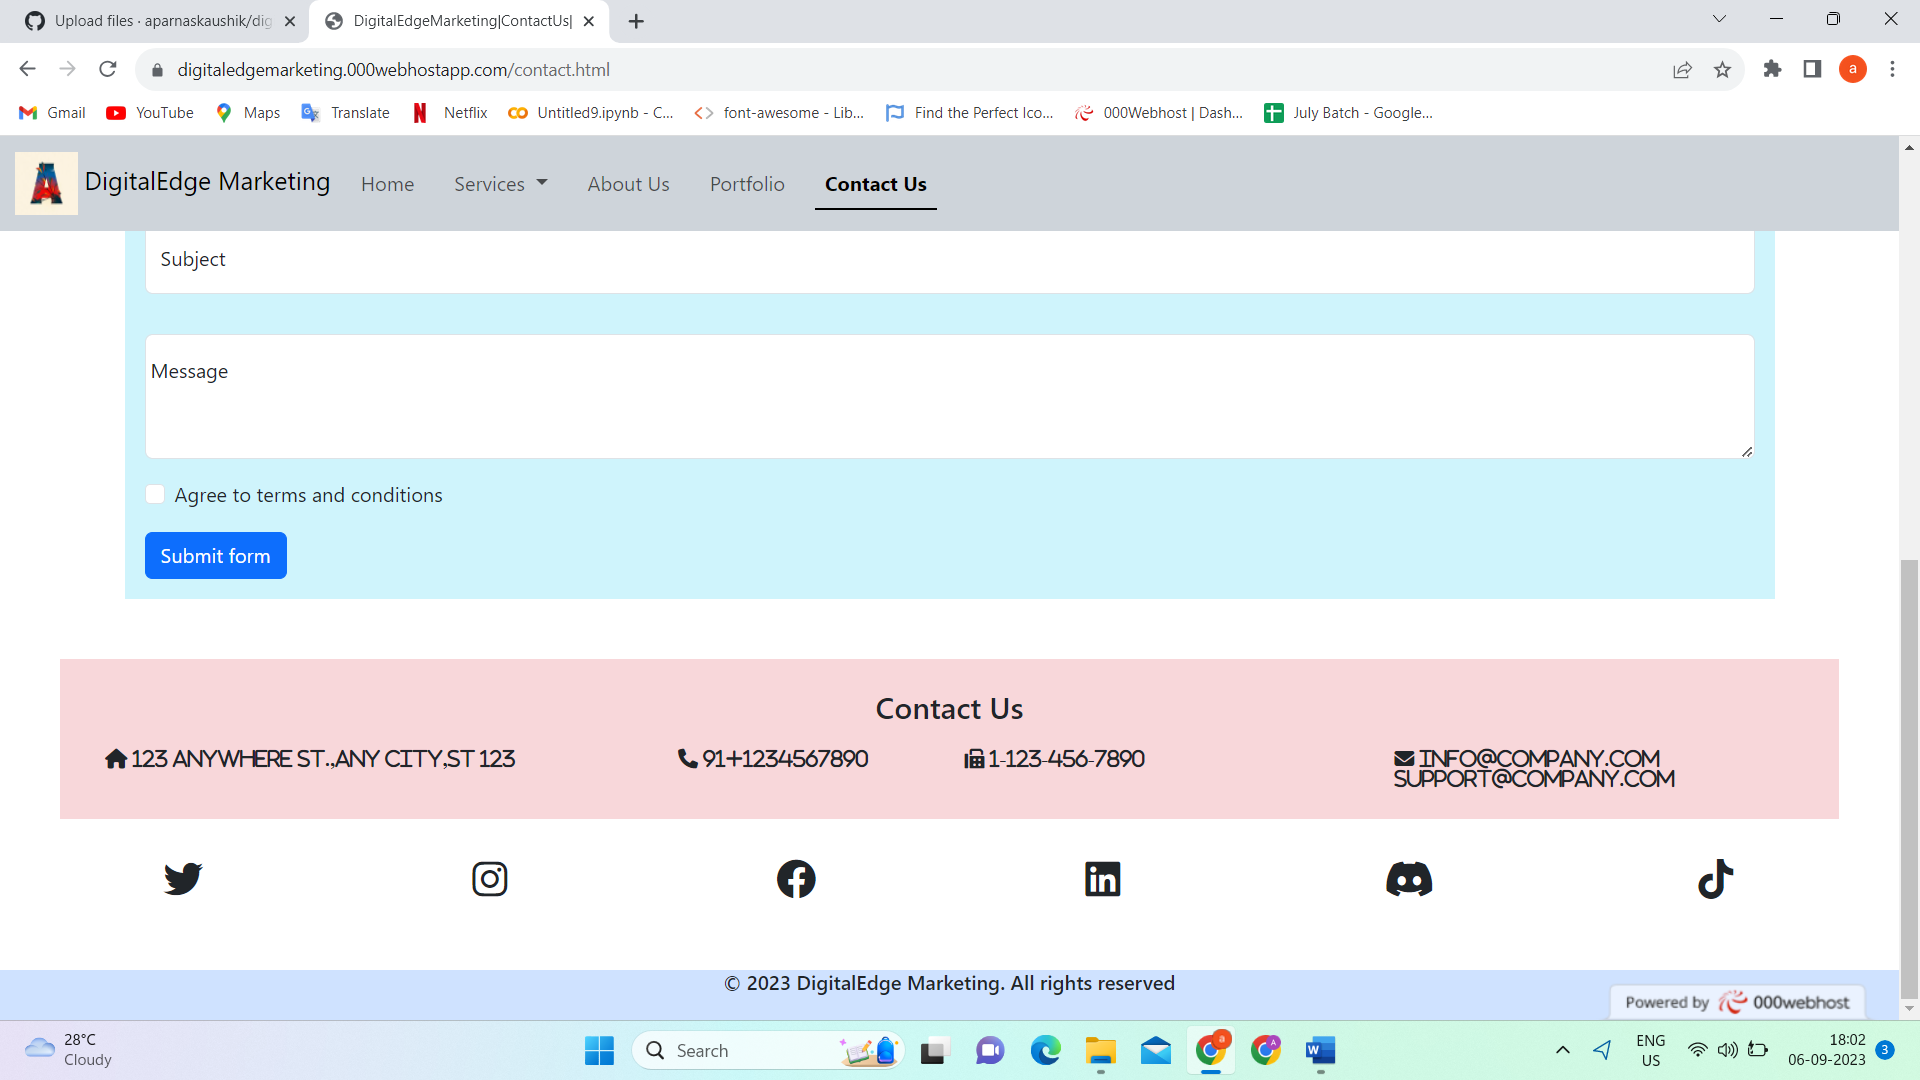 Upload files · aparnaskaushik/dig
DigitalEdgeMarketing|ContactUs|
digitaledgemarketing.000webhostapp.com/contact.html
a
Gmail
YouTube
Maps
Translate
Netflix
Untitled9.ipynb - C...
font-awesome - Lib...
Find the Perfect Ico...
000Webhost | Dash...
July Batch - Google...
DigitalEdge Marketing
Home
Services
About Us
Portfolio
Contact Us
Subject
Message
Agree to terms and conditions
Submit form
Contact Us
123 ANYWHERE ST.,ANY CITY,ST 123
91+1234567890
1-123-456-7890
INFO@COMPANY.COM
SUPPORT@COMPANY.COM
© 2023 DigitalEdge Marketing. All rights reserved
Powered by 000webhost
28°C
Cloudy
Search
ENG
US
18:02
06-09-2023
3